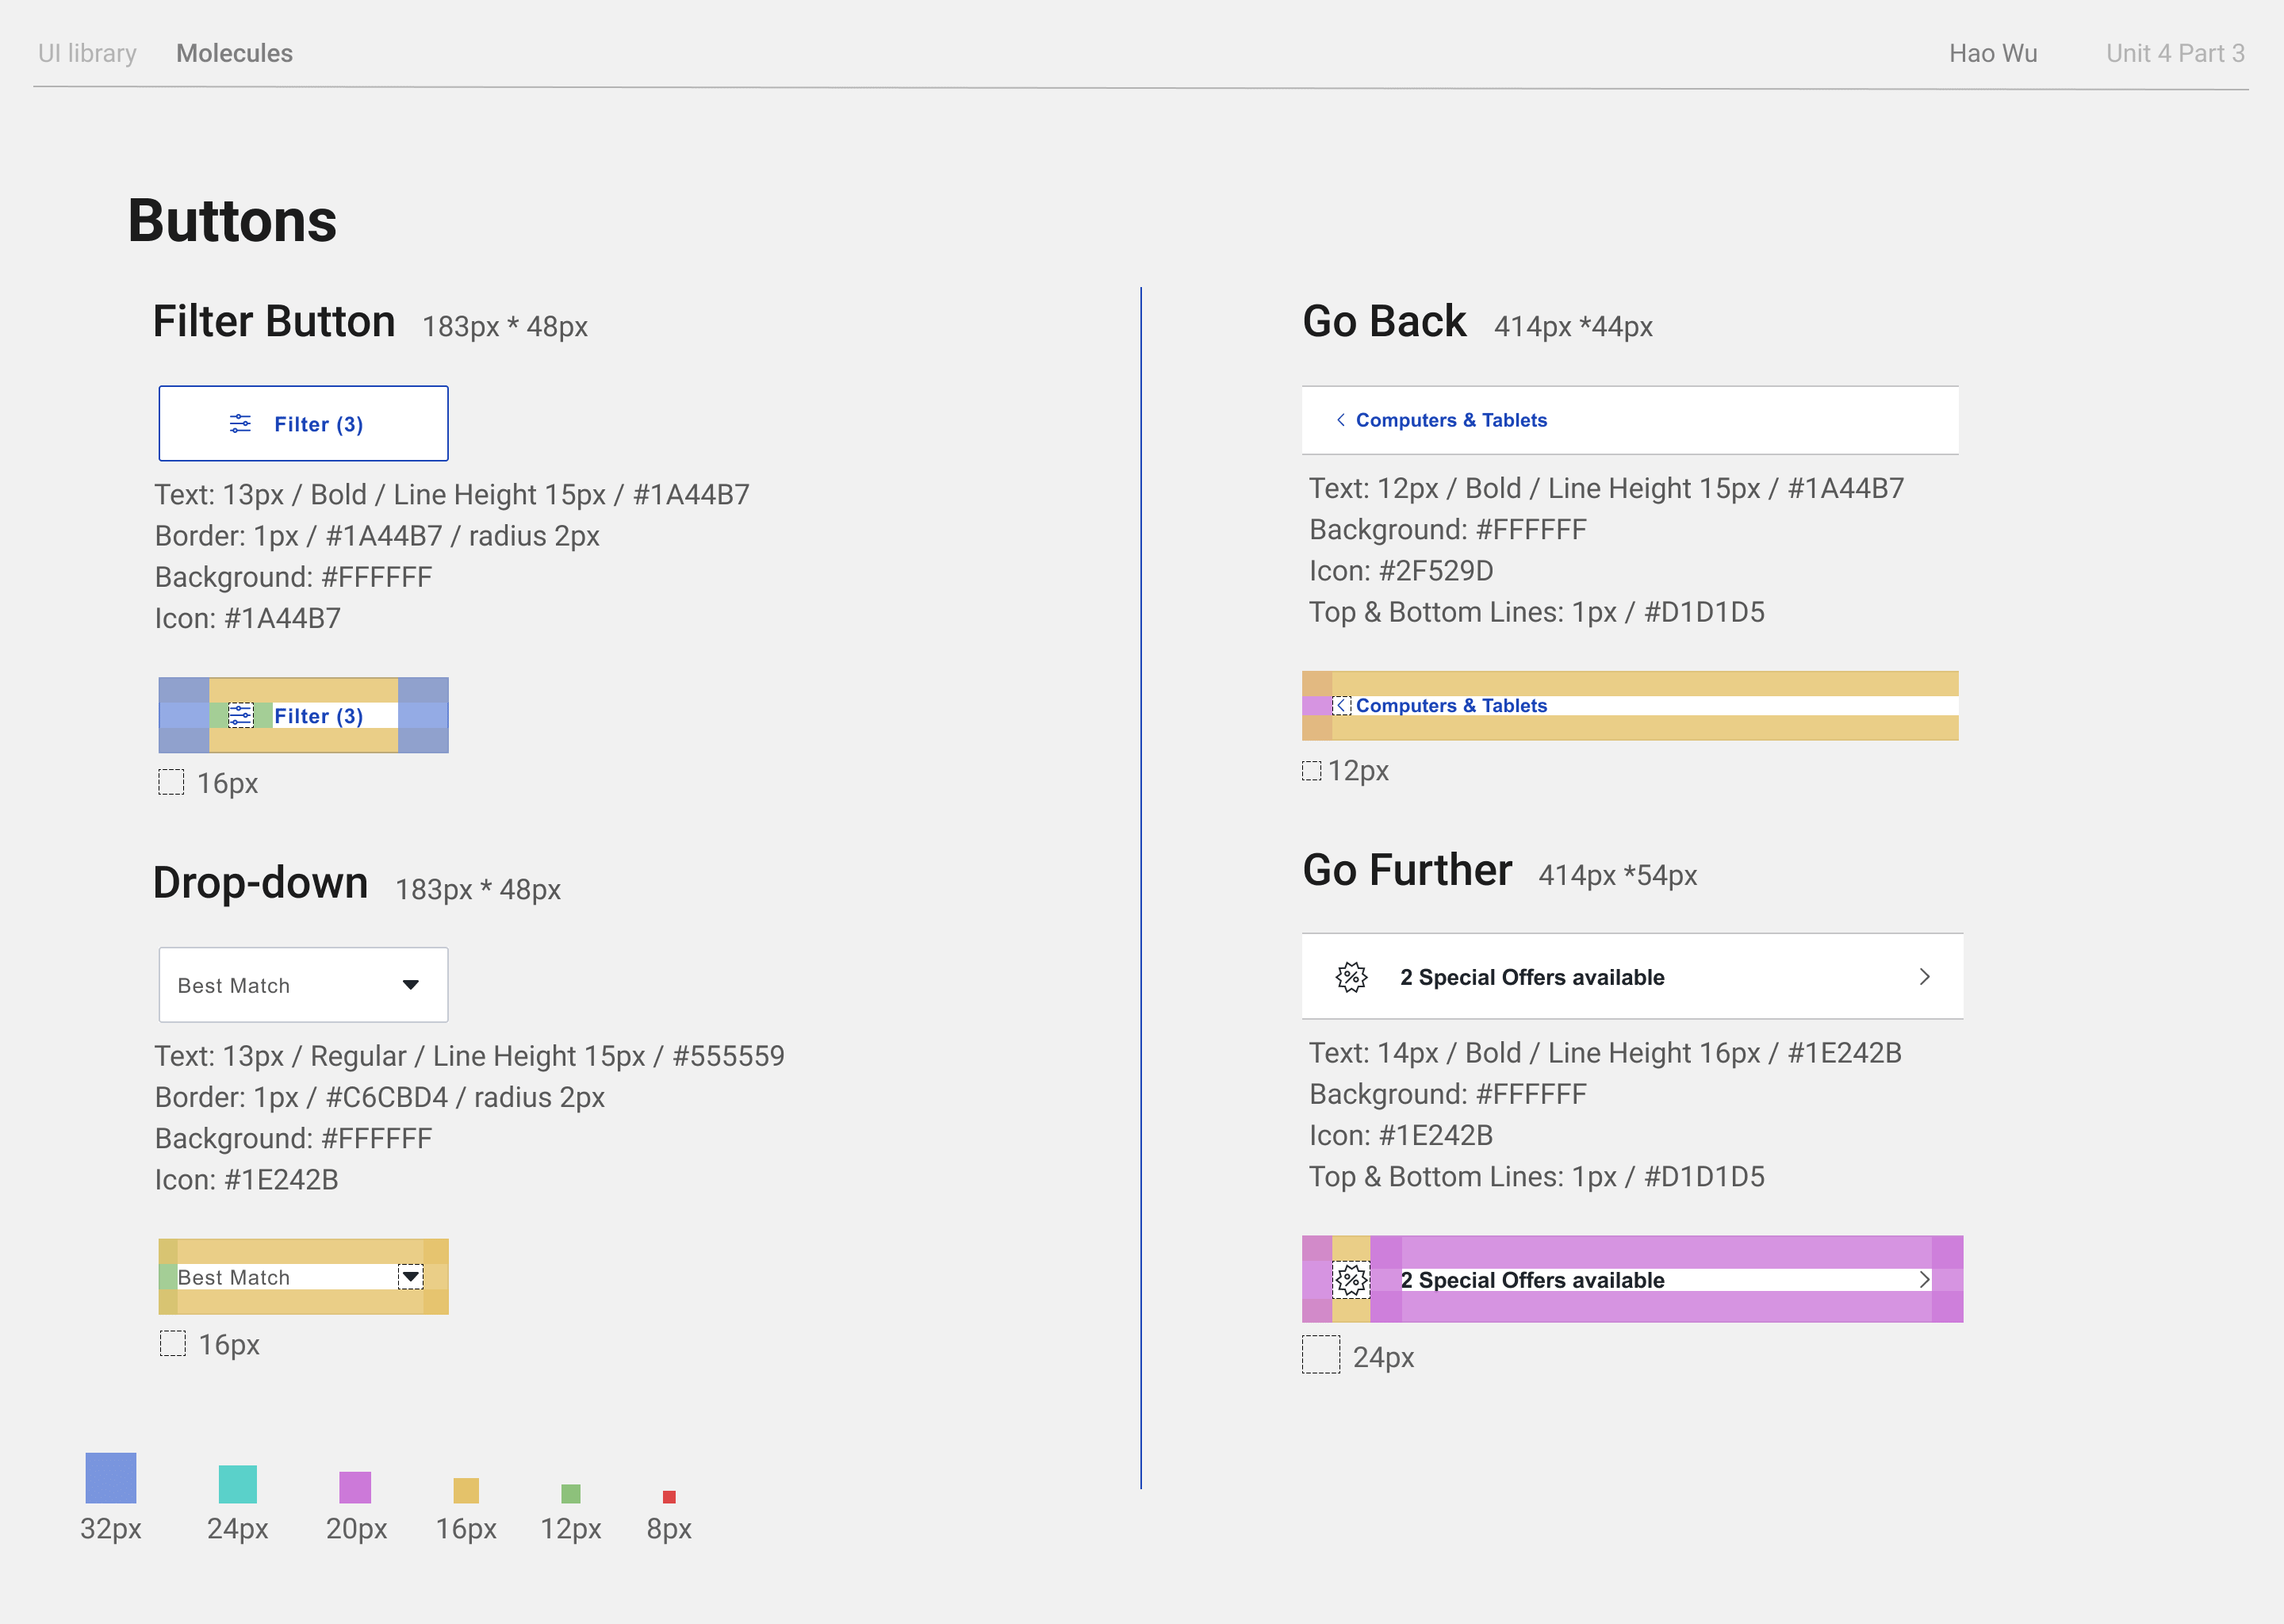 UI library Molecules Hao Wu Unit 4 Part 3
Buttons
Filter Button 183px * 48px
Filter (3)
Text: 13px / Bold / Line Height 15px / #1A44B7
Border: 1px / #1A44B7 / radius 2px
Background: #FFFFFF
Icon: #1A44B7
Filter (3)
16px
Drop-down 183px * 48px
Best Match
Text: 13px / Regular / Line Height 15px / #555559
Border: 1px / #C6CBD4 / radius 2px
Background: #FFFFFF
Icon: #1E242B
Best Match
16px
Go Back 414px *44px
Computers & Tablets
Text: 12px / Bold / Line Height 15px / #1A44B7
Background: #FFFFFF
Icon: #2F529D
Top & Bottom Lines: 1px / #D1D1D5
Computers & Tablets
12px
Go Further 414px *54px
2 Special Offers available
Text: 14px / Bold / Line Height 16px / #1E242B
Background: #FFFFFF
Icon: #1E242B
Top & Bottom Lines: 1px / #D1D1D5
2 Special Offers available
24px
32px 24px 20px 16px 12px 8px